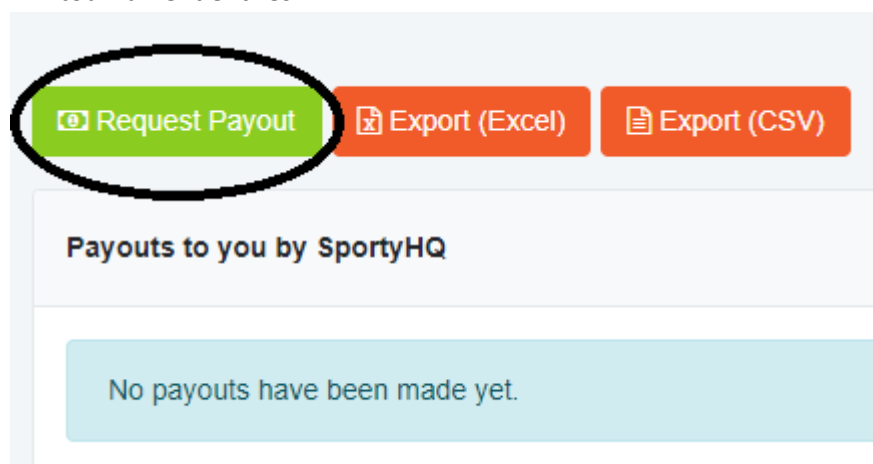 Request Payout
Export (Excel)
Export (CSV)
Payouts to you by SportyHQ
No payouts have been made yet.